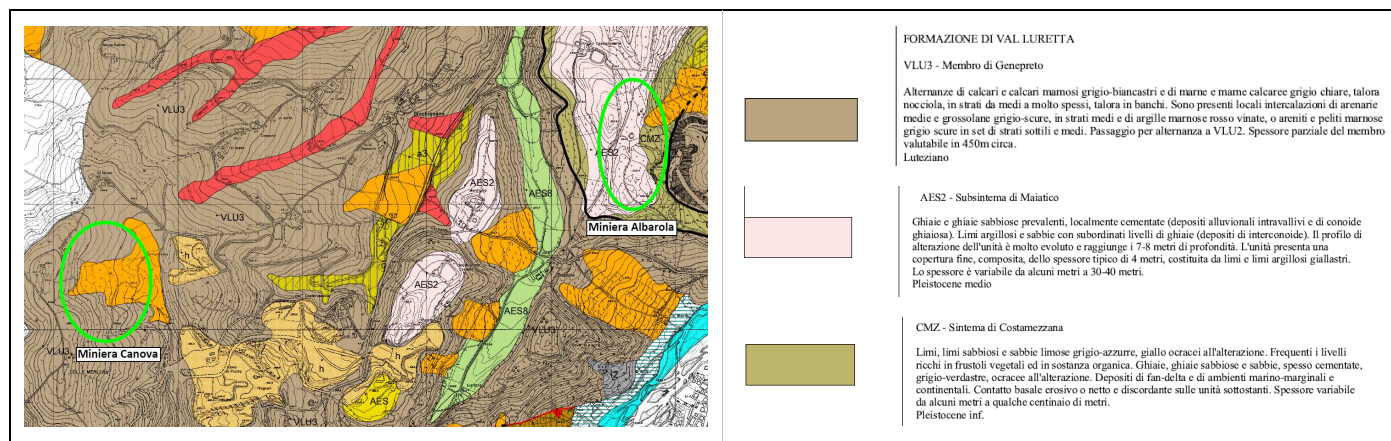 VLU3
a3
CMZ
AES2
AES2
AES8
Miniera Albarola
VLU3
h
AES2
AES8
VLU3
VLU3
Miniera Canova
h
h
AES
VLU3
FORMAZIONE DI VAL LURETTA
VLU3 - Membro di Genepreto
Alternanze di calcari e calcari marnosi grigio-biancastri e di marne e marne calcaree grigio chiare, talora
nocciola, in strati da medi a molto spessi, talora in banchi. Sono presenti locali intercalazioni di arenarie
medie e grossolane grigio-scure, in strati medi e di argille marnose rosso vinate, o areniti e peliti marnose
grigio scure in set di strati sottili e medi. Passaggio per alternanza a VLU2. Spessore parziale del membro
valutabile in 450m circa.
Luteziano
AES2 - Subsintema di Maiatico
Ghiaie e ghiaie sabbiose prevalenti, localmente cementate (depositi alluvionali intravallivi e di conoide
ghiaiosa). Limi argillosi e sabbie con subordinati livelli di ghiaie (depositi di interconoide). Il profilo di
alterazione dell'unità è molto evoluto e raggiunge i 7-8 metri di profondità. L'unità presenta una
copertura fine, composita, dello spessore tipico di 4 metri, costituita da limi e limi argillosi giallastri.
Lo spessore è variabile da alcuni metri a 30-40 metri.
Pleistocene medio
CMZ - Sintema di Costamezzana
Limi, limi sabbiosi e sabbie limose grigio-azzurre, giallo ocracei all'alterazione. Frequenti i livelli
ricchi in frustoli vegetali ed in sostanza organica. Ghiaie, ghiaie sabbiose e sabbie, spesso cementate,
grigio-verdastre, ocracee all'alterazione. Depositi di fan-delta e di ambienti marino-marginali e
continentali. Contatto basale erosivo o netto e discordante sulle unità sottostanti. Spessore variabile
da alcuni metri a qualche centinaio di metri.
Pleistocene inf.